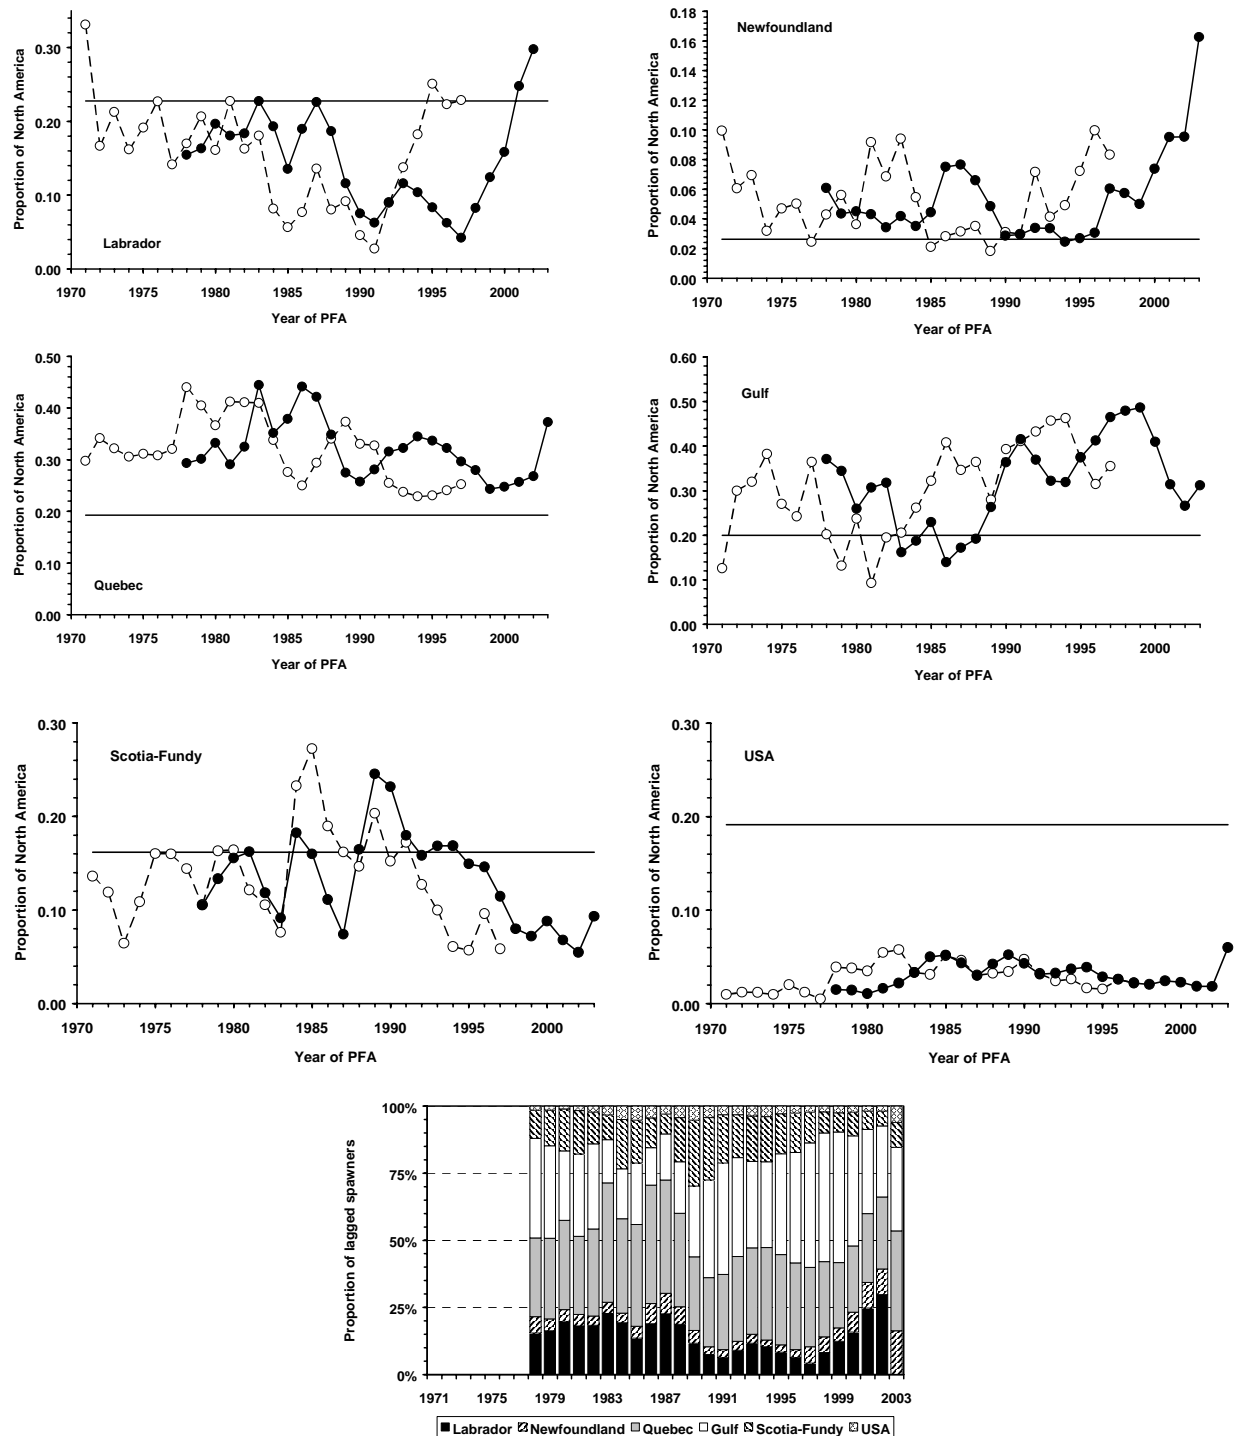 Proportion of North America
0.30
0.20
0.10
0.00
Labrador
1970 1975 1980 1985 1990 1995 2000
Year of PFA
Proportion of North America
0.18
0.16
0.14
0.12
0.10
0.08
0.06
0.04
0.02
0.00
Newfoundland
1970 1975 1980 1985 1990 1995 2000
Year of PFA
Proportion of North America
0.50
0.40
0.30
0.20
0.10
0.00
Quebec
1970 1975 1980 1985 1990 1995 2000
Year of PFA
Proportion of North America
0.60
0.50
0.40
0.30
0.20
0.10
0.00
Gulf
1970 1975 1980 1985 1990 1995 2000
Year of PFA
Proportion of North America
0.30
0.20
0.10
0.00
Scotia-Fundy
1970 1975 1980 1985 1990 1995 2000
Year of PFA
Proportion of North America
0.30
0.20
0.10
0.00
USA
1970 1975 1980 1985 1990 1995 2000
Year of PFA
Proportion of lagged spawners
100%
75%
50%
25%
0%
1971 1975 1979 1983 1987 1991 1995 1999 2003
Labrador Newfoundland Quebec Gulf Scotia-Fundy USA